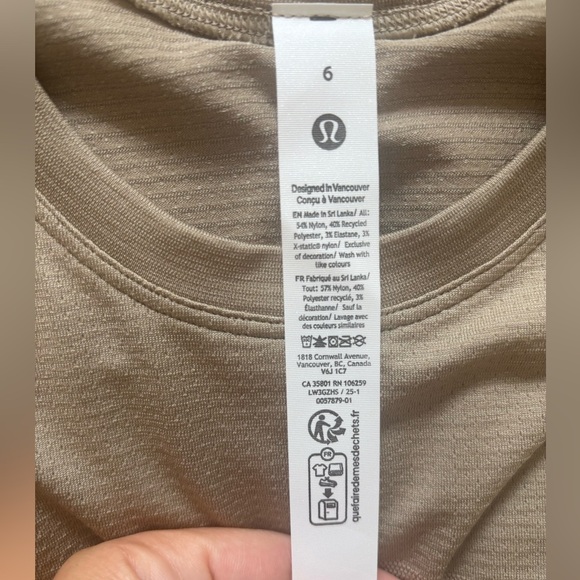 6
Designed in Vancouver
Conçu à Vancouver
EN Made in Sri Lanka/ All:
54% Nylon, 40% Recycled
Polyester, 3% Elastane, 3%
X-static® nylon/ Exclusive
of decoration/ Wash with
like colours
FR Fabriqué au Sri Lanka/
Tout: 57% Nylon, 40%
Polyester recyclé, 3%
Élasthanne/ Sauf la
décoration/ Lavage avec
des couleurs similaires
1818 Cornwall Avenue,
Vancouver, BC, Canada
V6J 1C7
CA 35801 RN 106259
LW3GZHS / 25-1
0057879-01
FR
quefairedemesdechets.fr